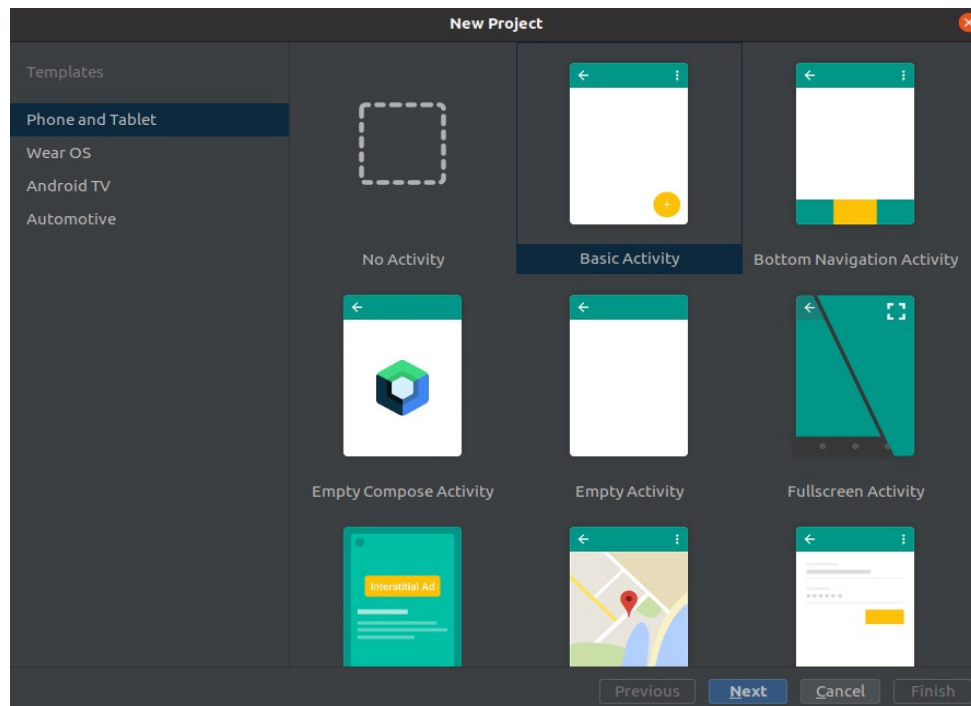 New Project
Templates
Phone and Tablet
Wear OS
Android TV
Automotive
No Activity
Basic Activity
Bottom Navigation Activity
Empty Compose Activity
Empty Activity
Fullscreen Activity
Interstitial Ad
Previous
Next
Cancel
Finish